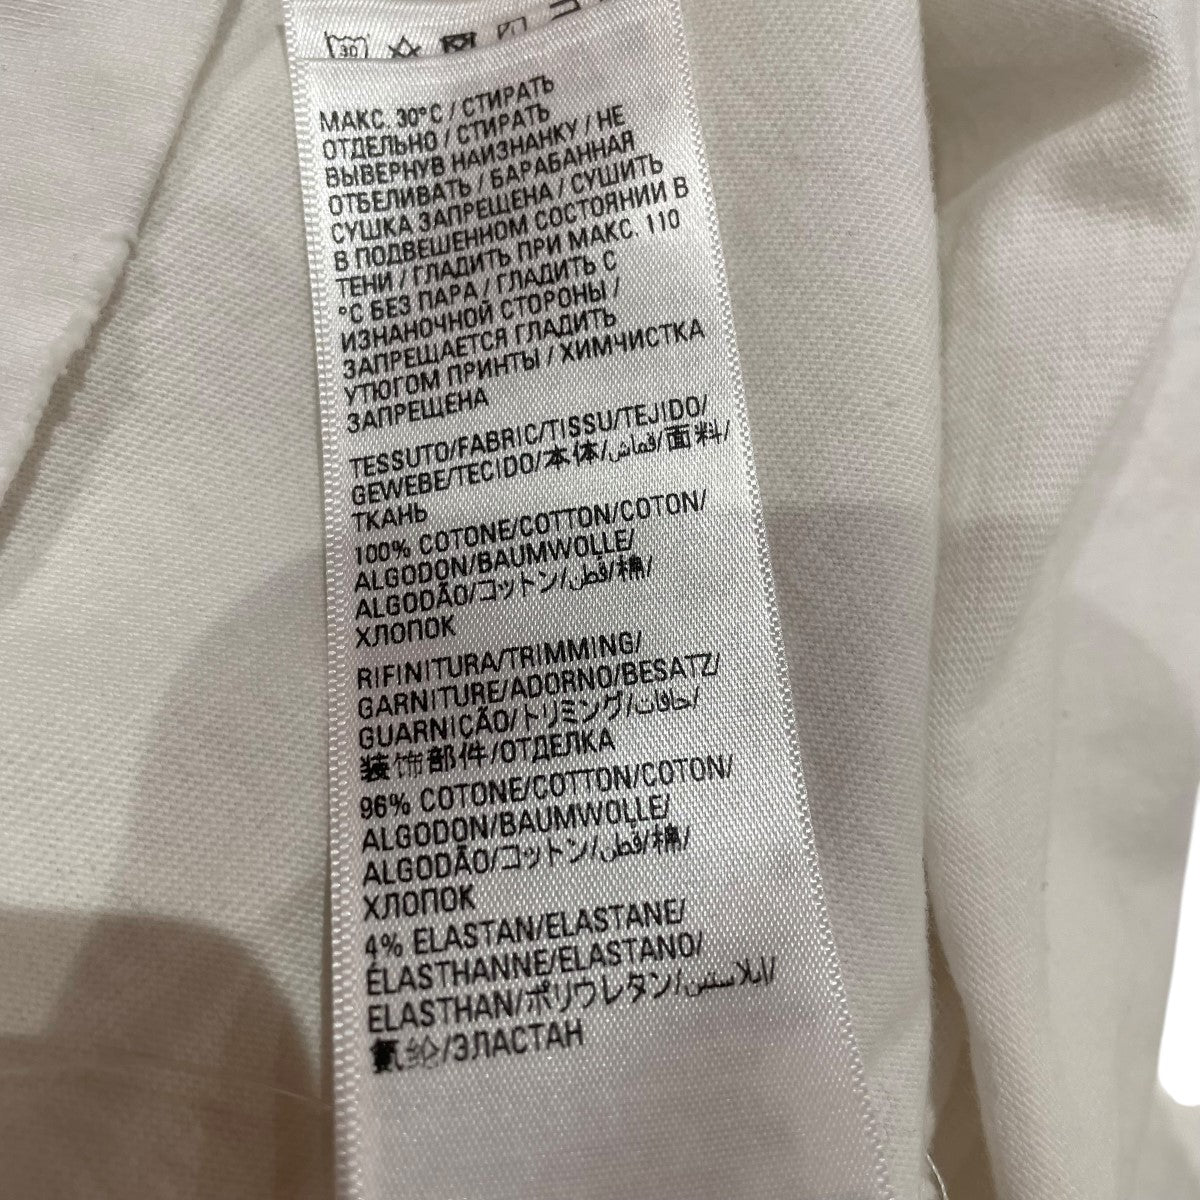 30
МАКС. 30°C / СТИРАТЬ
ОТДЕЛЬНО / СТИРАТЬ
ВЫВЕРНУВ НАИЗНАНКУ / НЕ
ОТБЕЛИВАТЬ / БАРАБАННАЯ
СУШКА ЗАПРЕЩЕНА / СУШИТЬ
В ПОДВЕШЕННОМ СОСТОЯНИИ В
ТЕНИ / ГЛАДИТЬ ПРИ МАКС. 110
°C БЕЗ ПАРА / ГЛАДИТЬ С
ИЗНАНОЧНОЙ СТОРОНЫ /
ЗАПРЕЩАЕТСЯ ГЛАДИТЬ
УТЮГОМ ПРИНТЫ / ХИМЧИСТКА
ЗАПРЕЩЕНА
TESSUTO/FABRIC/TISSU/TEJIDO/
GEWEBE/TECIDO/本体/قماش/面料/
ТКАНЬ
100% COTONE/COTTON/COTON/
ALGODON/BAUMWOLLE/
ALGODÃO/コットン/قطن/棉/
ХЛОПОК
RIFINITURA/TRIMMING/
GARNITURE/ADORNO/BESATZ/
GUARNIÇÃO/トリミング/حافات/
装饰部件/ОТДЕЛКА
96% COTONE/COTTON/COTON/
ALGODON/BAUMWOLLE/
ALGODÃO/コットン/قطن/棉/
ХЛОПОК
4% ELASTAN/ELASTANE/
ÉLASTHANNE/ELASTANO/
ELASTHAN/ポリウレタン/ايلاستين/
氨纶/ЭЛАСТАН